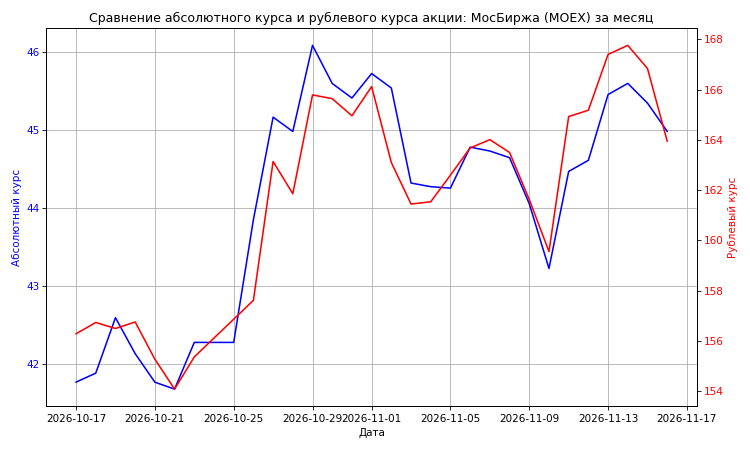 Сравнение абсолютного курса и рублевого курса акции: МосБиржа (MOEX) за месяц
Абсолютный курс
46
45
44
43
42
168
166
164
162
160
158
156
154
Рублевый курс
2026-10-17 2026-10-21 2026-10-25 2026-10-29 2026-11-01 2026-11-05 2026-11-09 2026-11-13 2026-11-17
Дата